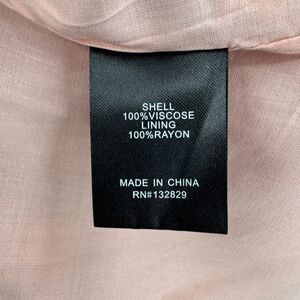 SHELL
100%VISCOSE
LINING
100%RAYON
MADE IN CHINA
RN#132829